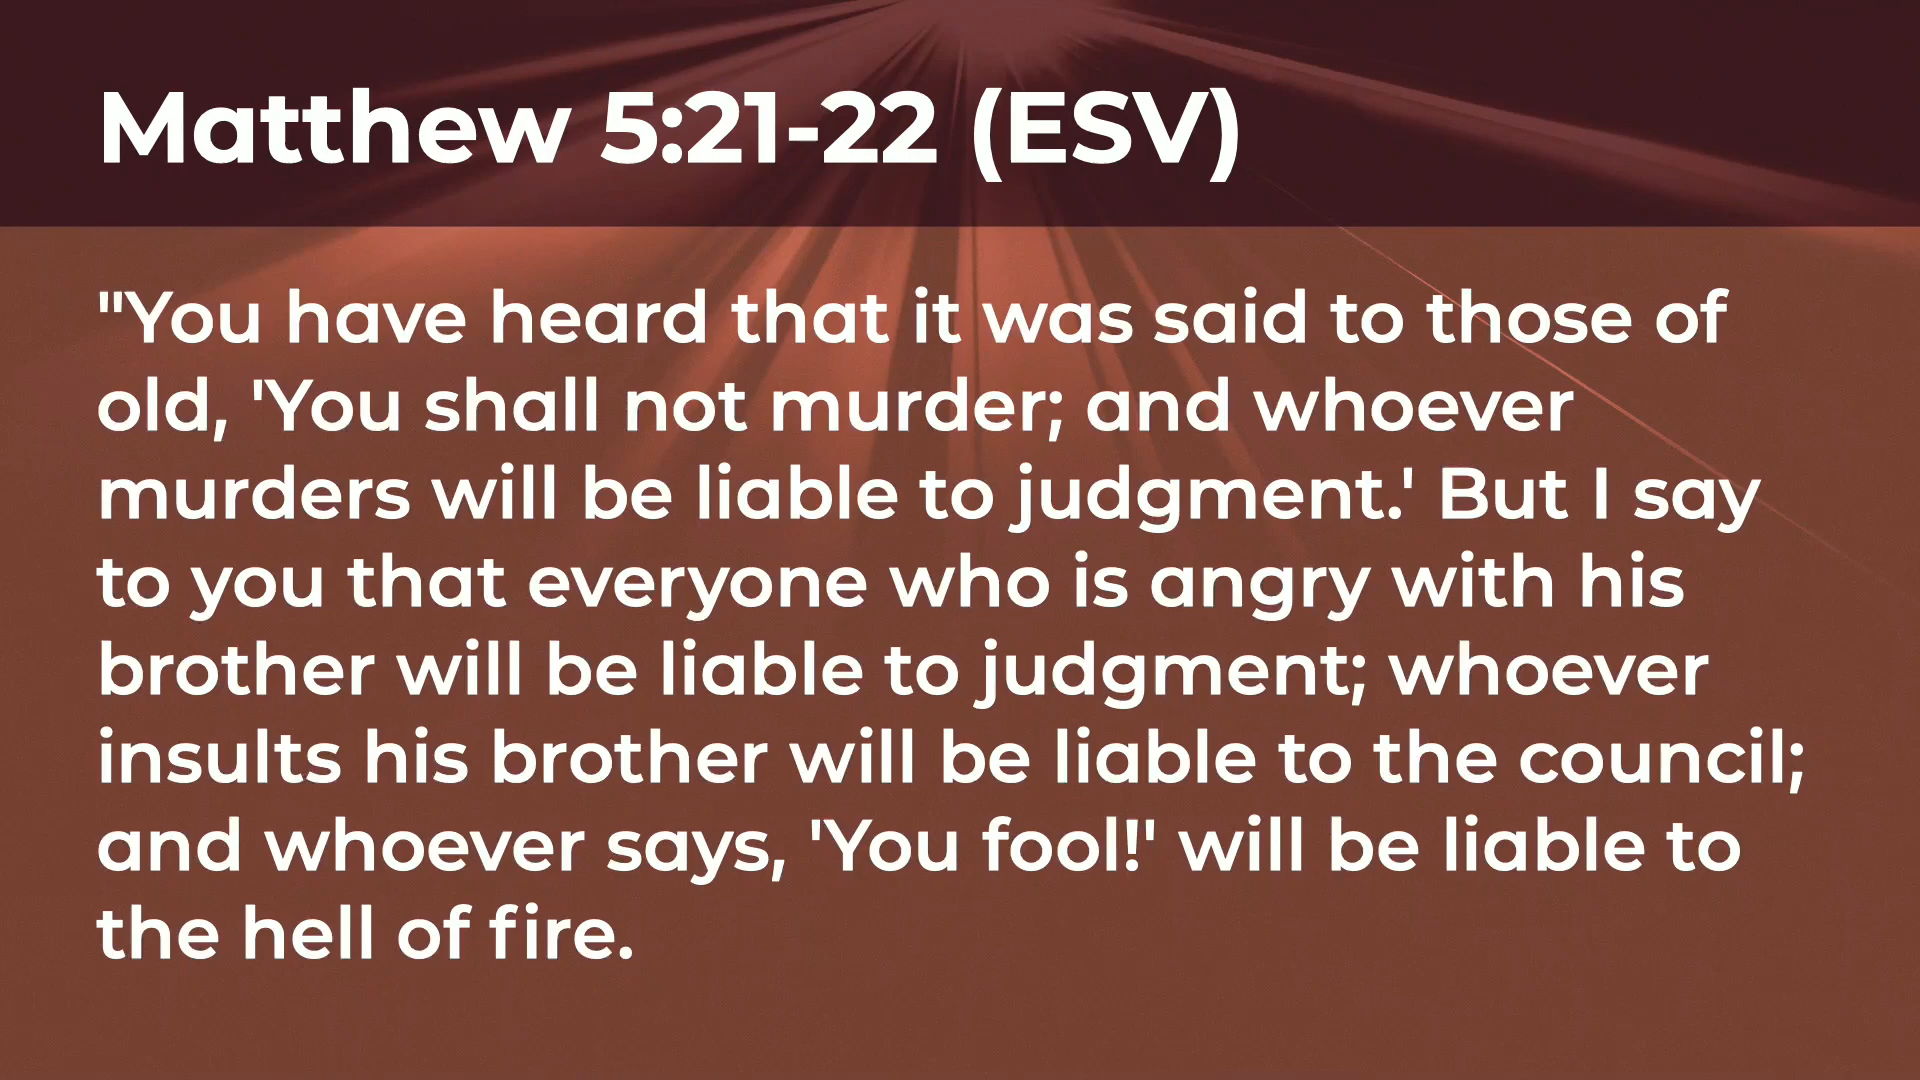 Matthew 5:21-22 (ESV)
"You have heard that it was said to those of
old, 'You shall not murder; and whoever
murders will be liable to judgment.' But I say
to you that everyone who is angry with his
brother will be liable to judgment; whoever
insults his brother will be liable to the council;
and whoever says, 'You fool!' will be liable to
the hell of fire.